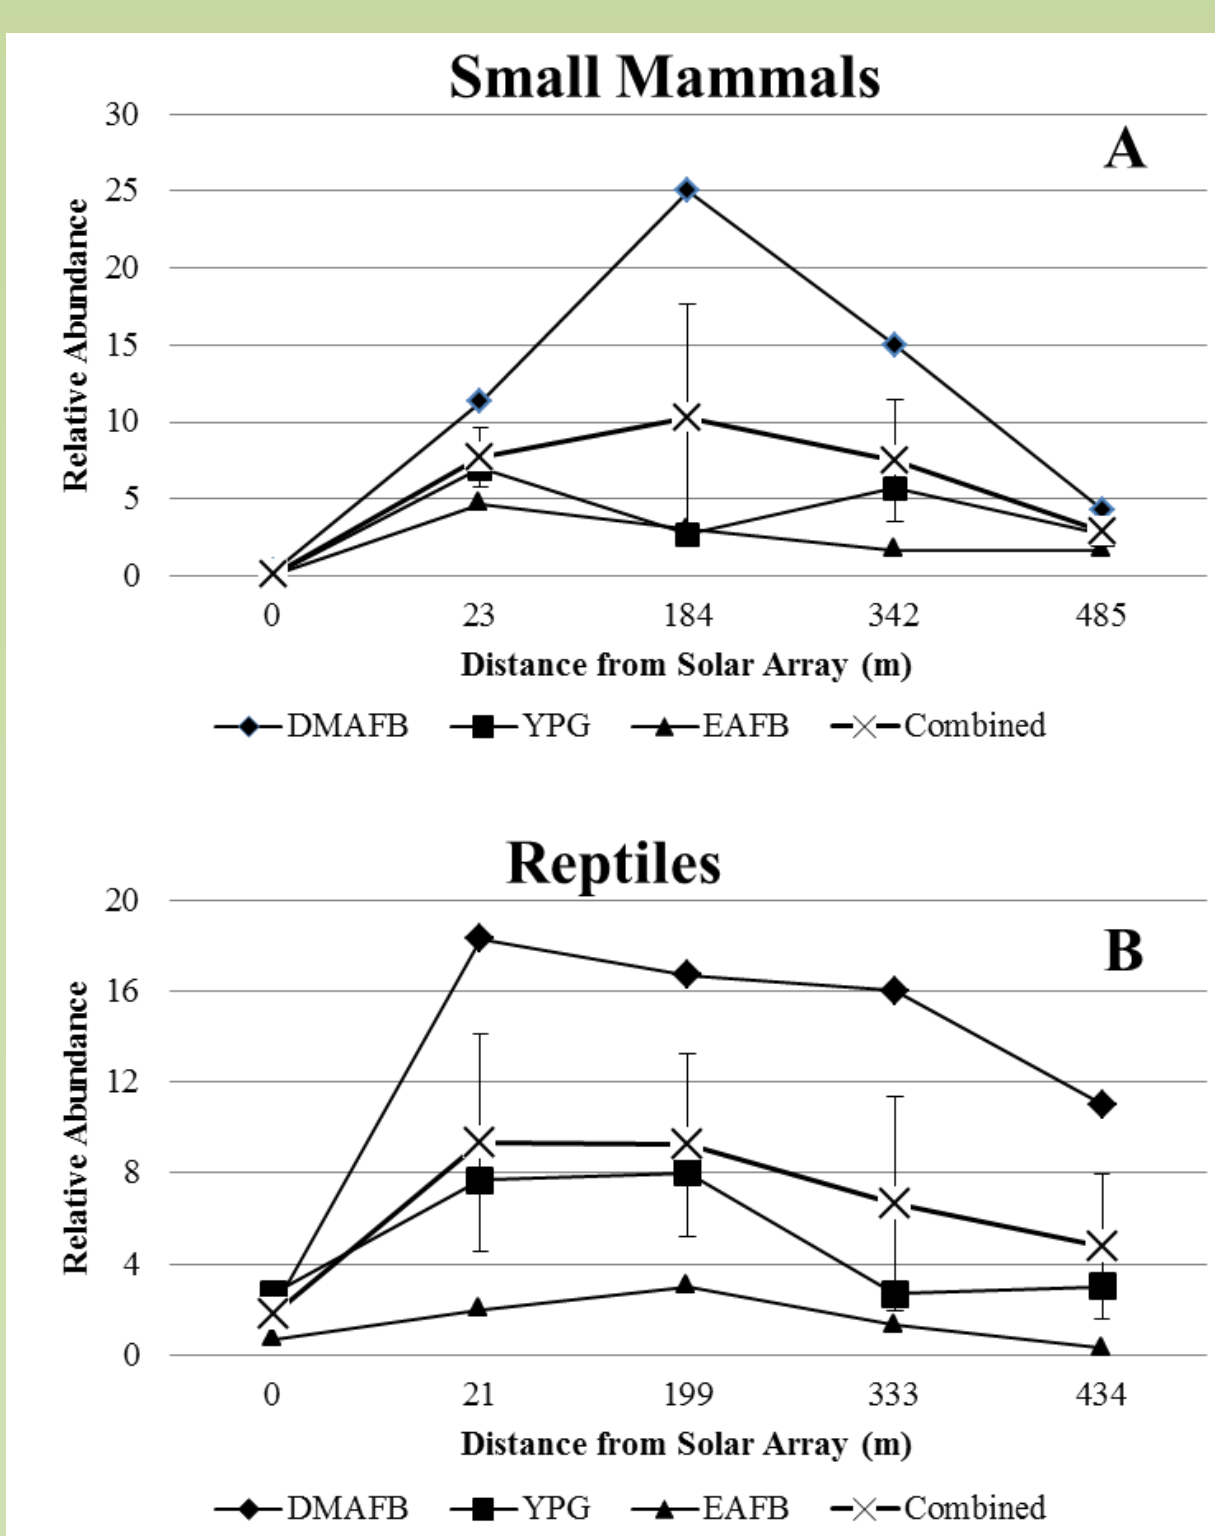 Small Mammals
A
30
25
20
15
10
5
0
Relative Abundance
0 23 184 342 485
Distance from Solar Array (m)
DMAFB YPG EAFB Combined
Reptiles
B
20
16
12
8
4
0
Relative Abundance
0 21 199 333 434
Distance from Solar Array (m)
DMAFB YPG EAFB Combined